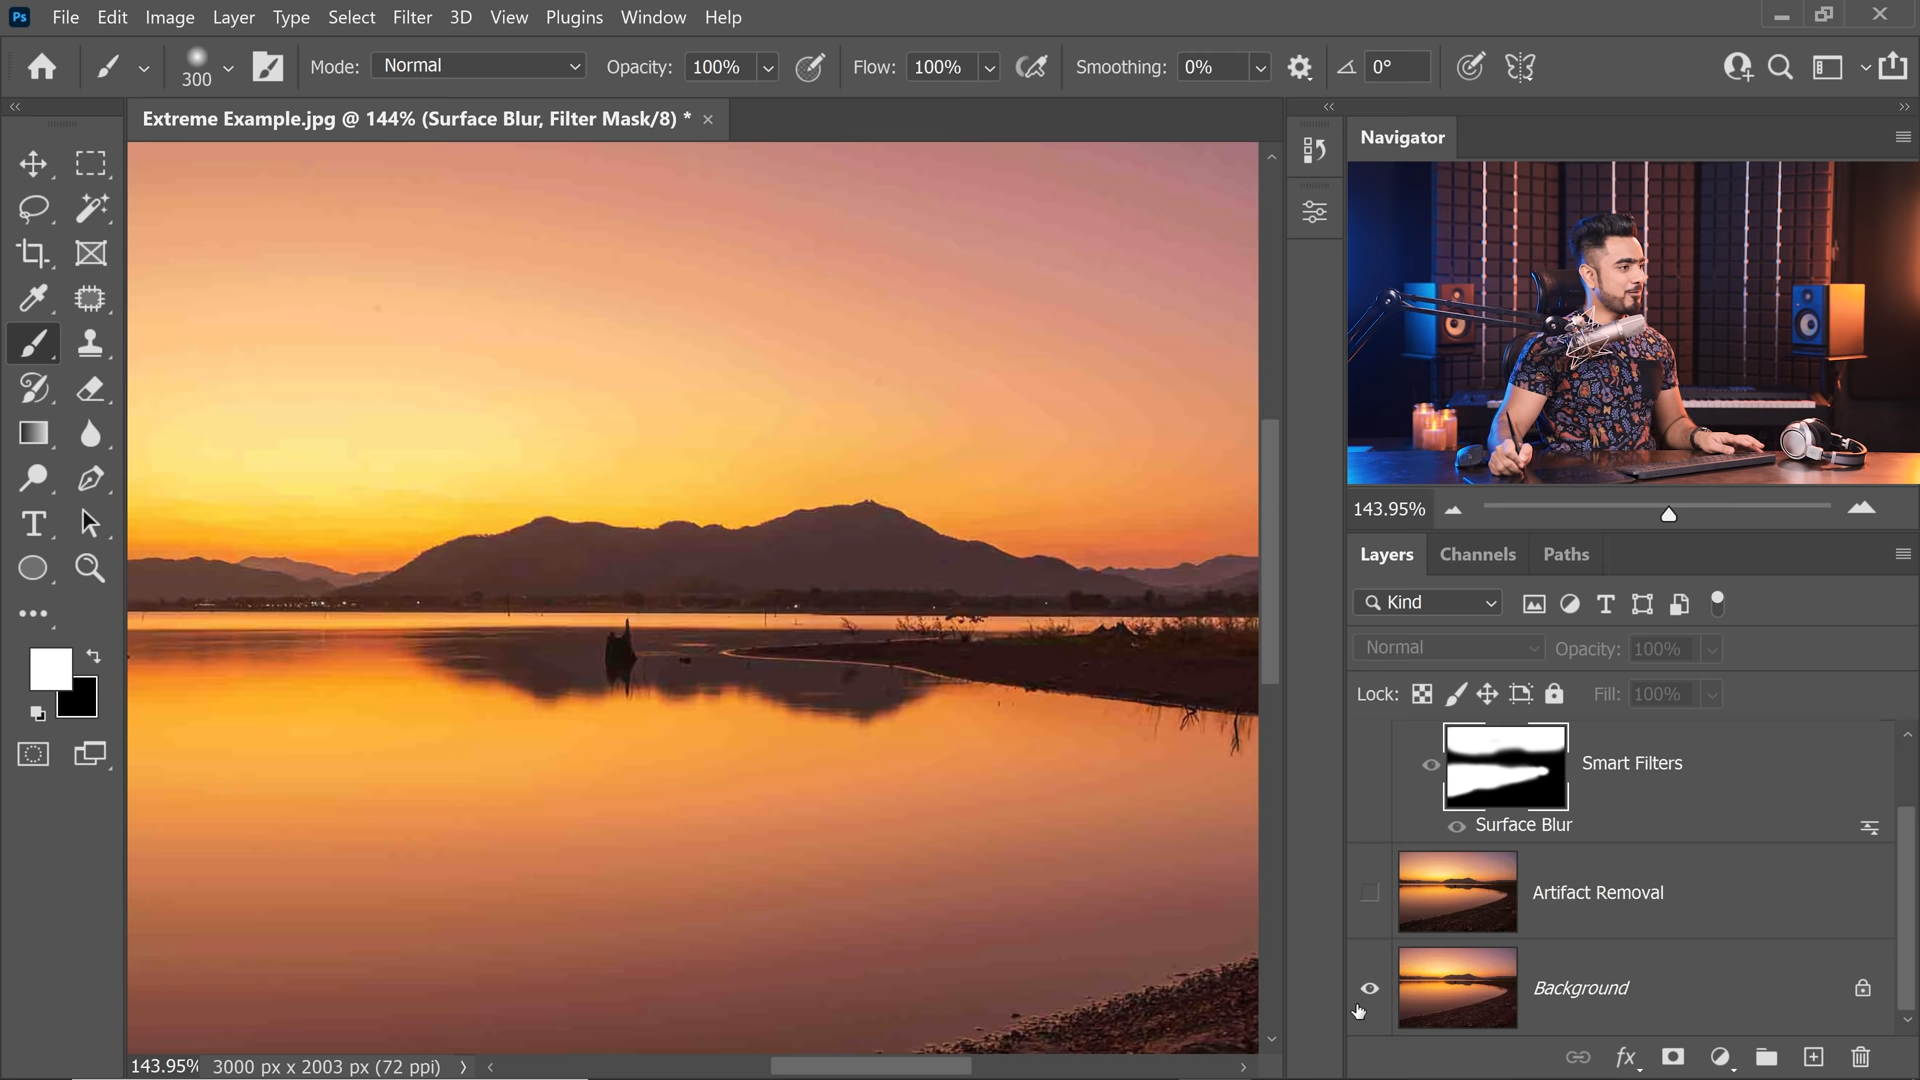 Ps File Edit Image Layer Type Select Filter 3D View Plugins Window Help
300 Mode: Normal Opacity: 100% Flow: 100% Smoothing: 0% 0°
Extreme Example.jpg @ 144% (Surface Blur, Filter Mask/8) *
Navigator
143.95%
Layers Channels Paths
Kind
Normal Opacity: 100%
Lock: Fill: 100%
Smart Filters
Surface Blur
Artifact Removal
Background
fx
143.95% 3000 px x 2003 px (72 ppi)